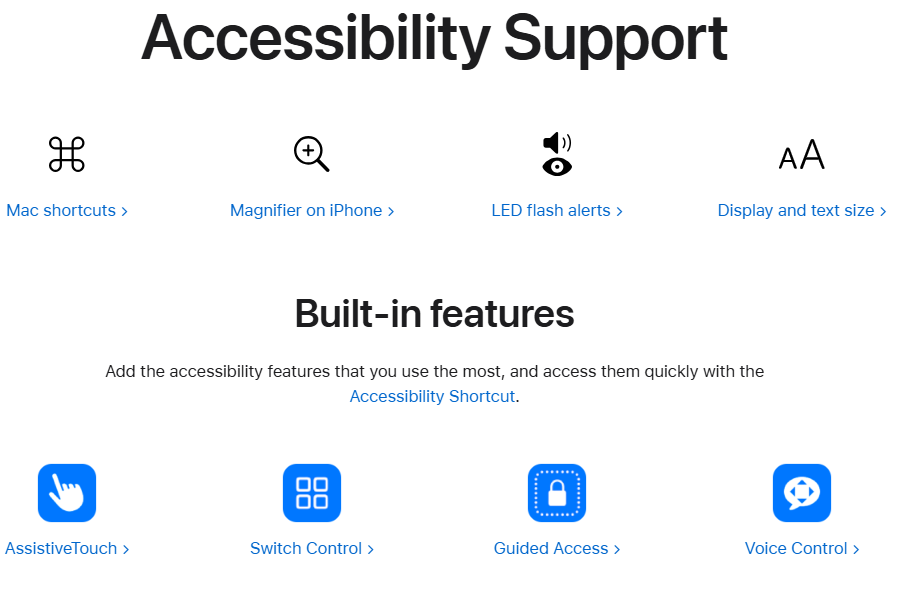 Accessibility Support
Mac shortcuts >
Magnifier on iPhone >
LED flash alerts >
Display and text size >
Built-in features
Add the accessibility features that you use the most, and access them quickly with the
Accessibility Shortcut.
AssistiveTouch >
Switch Control >
Guided Access >
Voice Control >